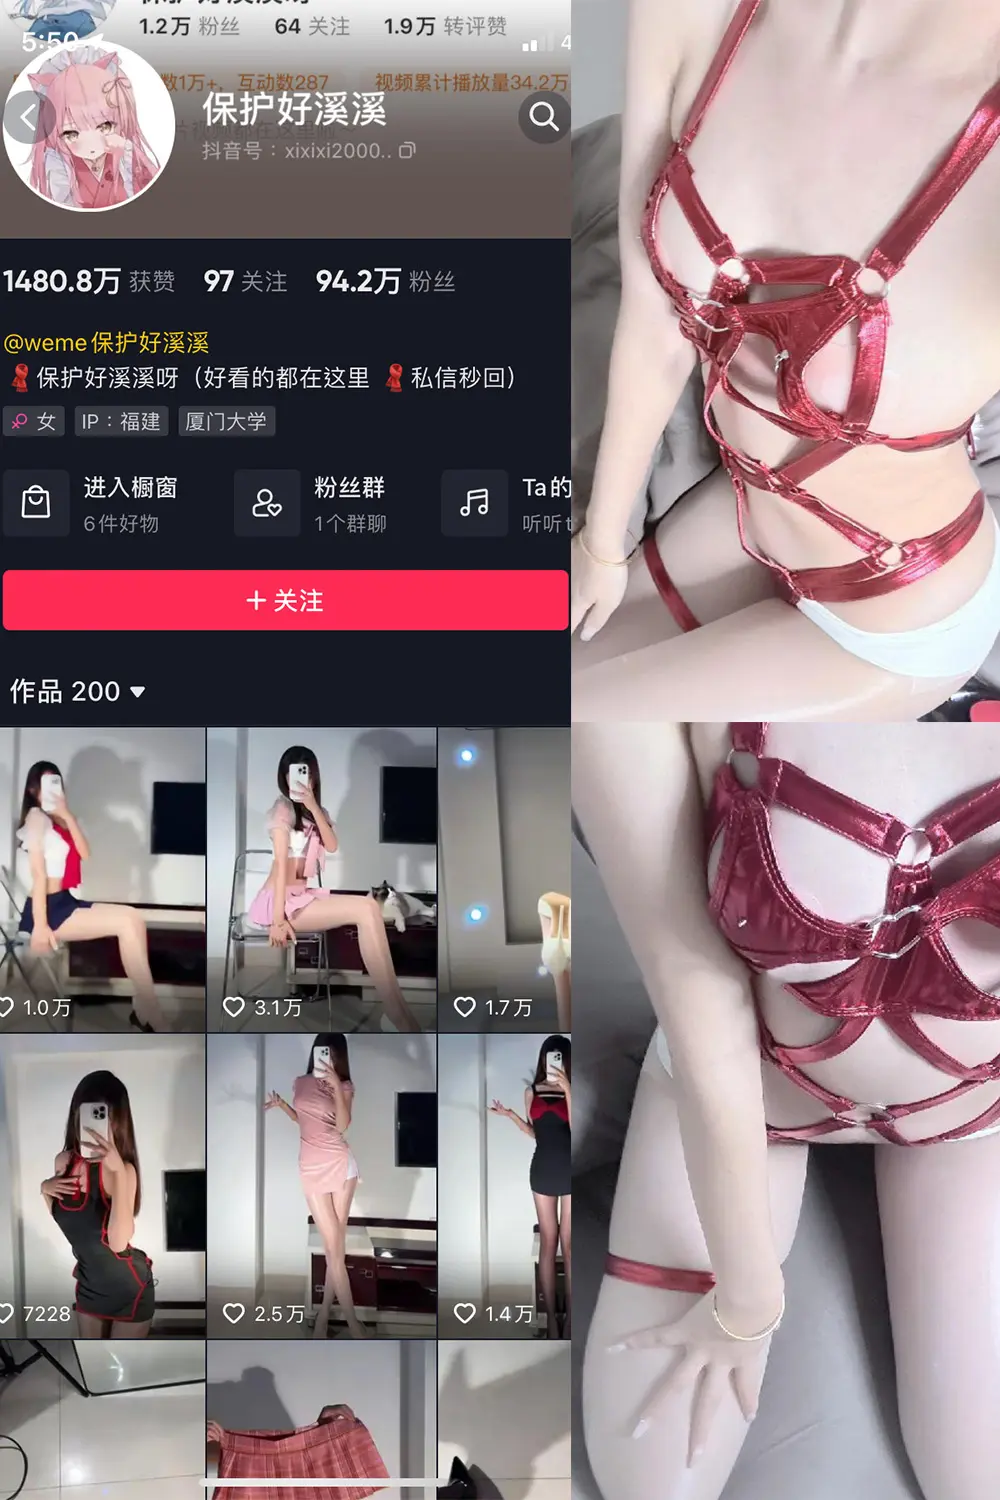 1.2万 粉丝 64 关注 1.9万 转评赞
5:50
数1万+，互动数287 视频累计播放量34.2万
保护好溪溪
抖音号：xixixi2000..
1480.8万 获赞 97 关注 94.2万 粉丝
@weme保护好溪溪
保护好溪溪呀（好看的都在这里 私信秒回）
女 IP：福建 厦门大学
进入橱窗 粉丝群 Ta的
6件好物 1个群聊 听听
+ 关注
作品 200
1.0万 3.1万 1.7万
7228 2.5万 1.4万